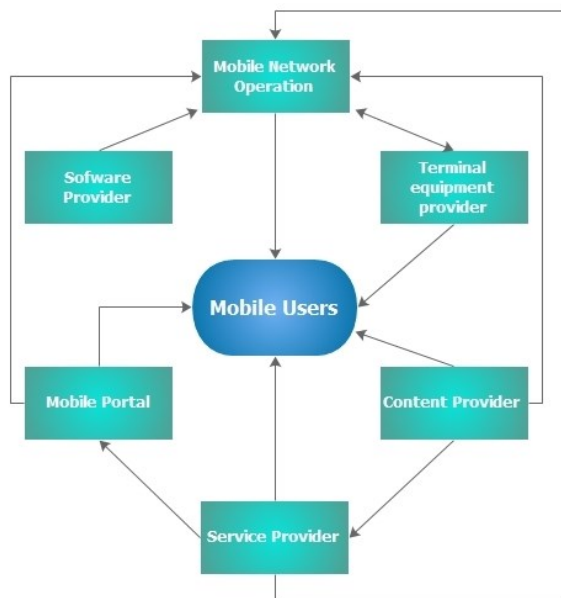 Mobile Network
Operation
Sofware
Provider
Terminal
equipment
provider
Mobile Users
Mobile Portal
Content Provider
Service Provider